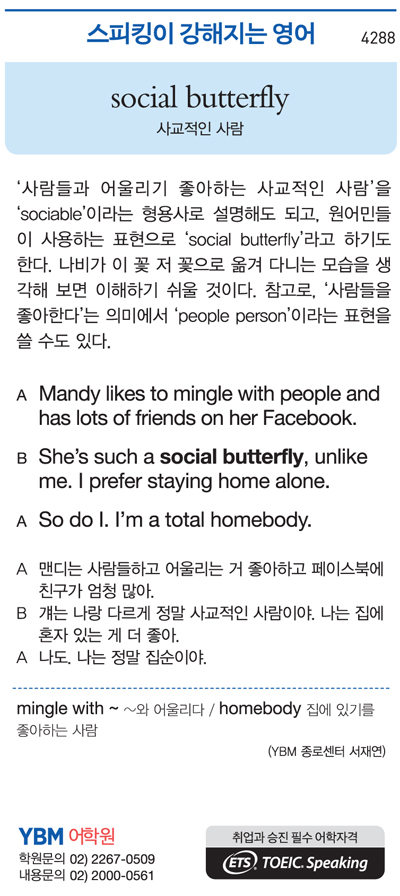 스피킹이 강해지는 영어
4288
social butterfly
사교적인 사람
‘사람들과 어울리기 좋아하는 사교적인 사람’을
‘sociable’이라는 형용사로 설명해도 되고, 원어민들
이 사용하는 표현으로 ‘social butterfly’라고 하기도
한다. 나비가 이 꽃 저 꽃으로 옮겨 다니는 모습을 생
각해 보면 이해하기 쉬울 것이다. 참고로, ‘사람들을
좋아한다’는 의미에서 ‘people person’이라는 표현을
쓸 수도 있다.
A Mandy likes to mingle with people and
has lots of friends on her Facebook.
B She’s such a social butterfly, unlike
me. I prefer staying home alone.
A So do I. I’m a total homebody.
A 맨디는 사람들하고 어울리는 거 좋아하고 페이스북에
친구가 엄청 많아.
B 걔는 나랑 다르게 정말 사교적인 사람이야. 나는 집에
혼자 있는 게 더 좋아.
A 나도. 나는 정말 집순이야.
mingle with ~ ~와 어울리다 / homebody 집에 있기를
좋아하는 사람
(YBM 종로센터 서재연)
YBM 어학원
학원문의 02) 2267-0509
내용문의 02) 2000-0561
취업과 승진 필수 어학자격
ETS TOEIC. Speaking